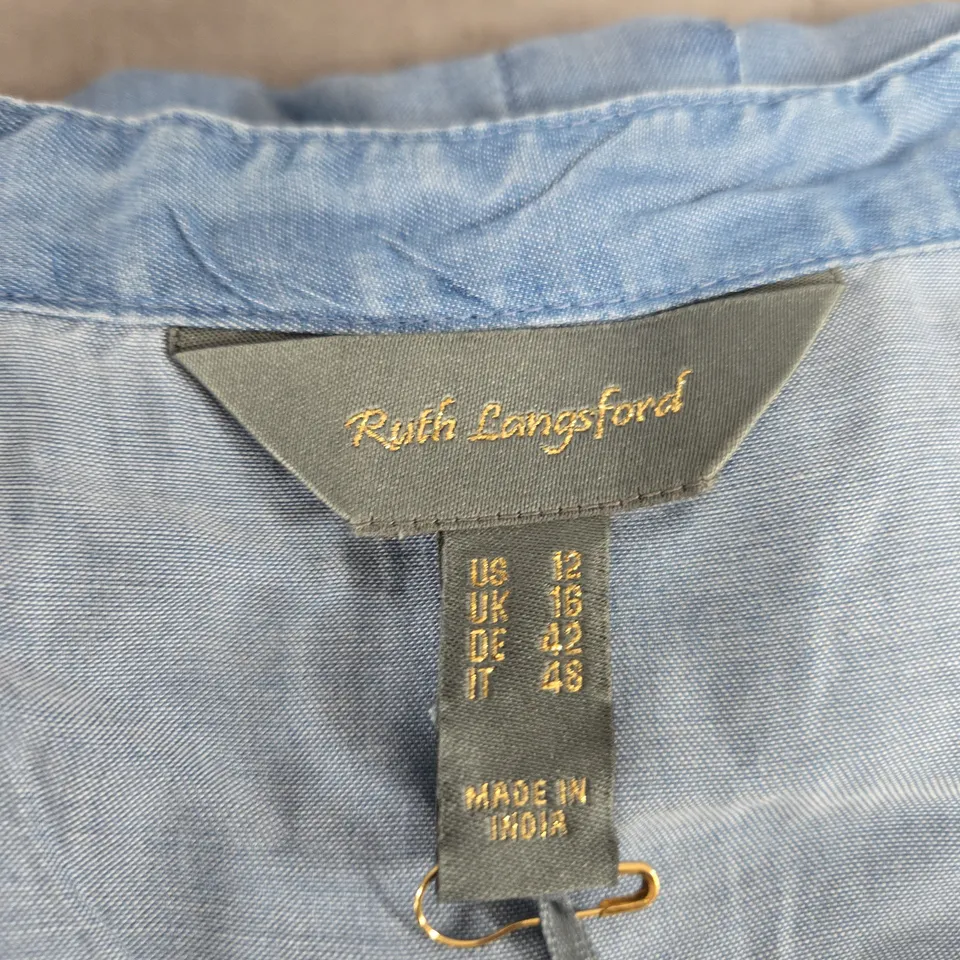 Ruth Langsford
US 12
UK 16
DE 42
IT 48
MADE IN
INDIA